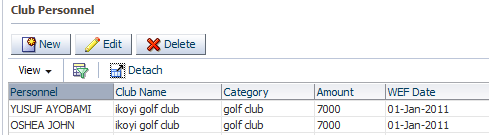 Club Personnel
New Edit Delete
View Detach
Personnel Club Name Category Amount WEF Date
YUSUF AYOBAMI ikoyi golf club golf club 7000 01-Jan-2011
OSHEA JOHN ikoyi golf club golf club 7000 01-Jan-2011